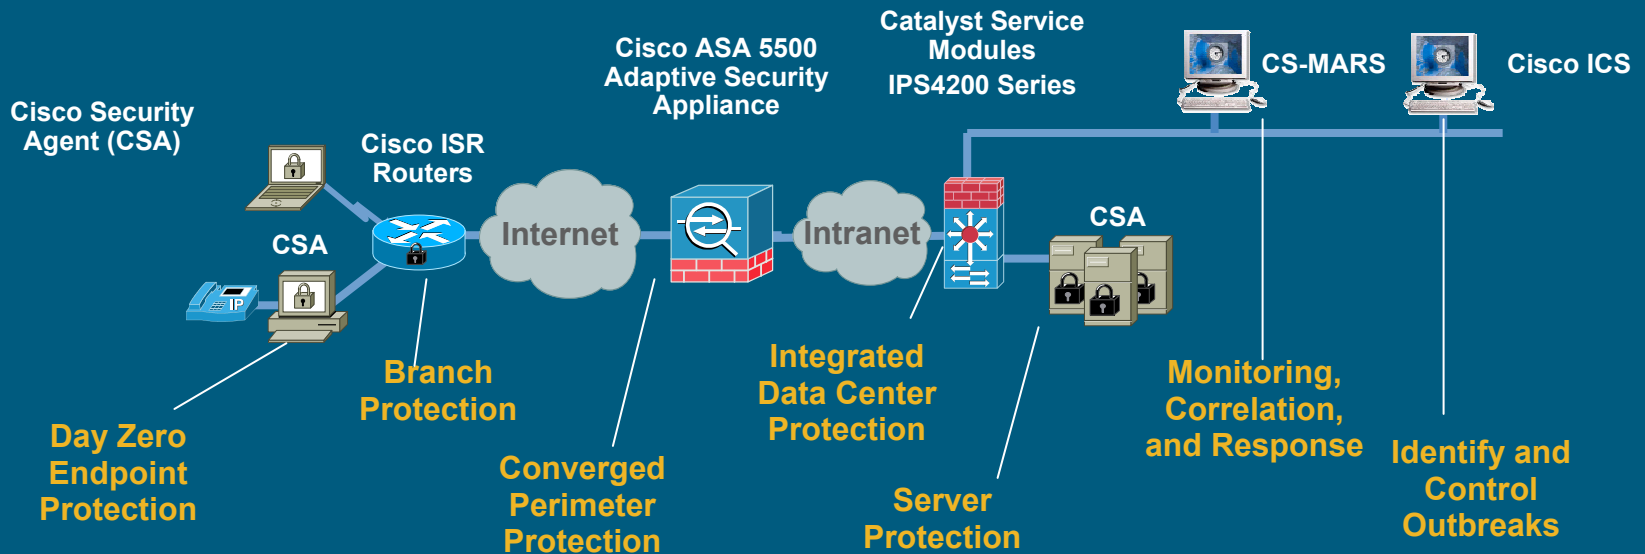 Cisco Security
Agent (CSA)
Cisco ISR
Routers
Cisco ASA 5500
Adaptive Security
Appliance
Catalyst Service
Modules
IPS4200 Series
CS-MARS
Cisco ICS
CSA
IP
Internet
Intranet
CSA
Day Zero
Endpoint
Protection
Branch
Protection
Converged
Perimeter
Protection
Integrated
Data Center
Protection
Server
Protection
Monitoring,
Correlation,
and Response
Identify and
Control
Outbreaks